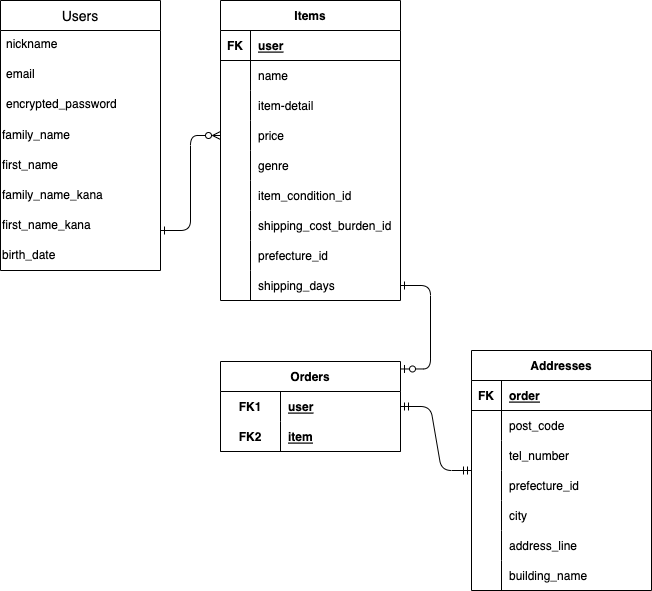 Users
nickname
email
encrypted_password
family_name
first_name
family_name_kana
first_name_kana
birth_date
Items
FK user
name
item-detail
price
genre
item_condition_id
shipping_cost_burden_id
prefecture_id
shipping_days
Orders
FK1 user
FK2 item
Addresses
FK order
post_code
tel_number
prefecture_id
city
address_line
building_name